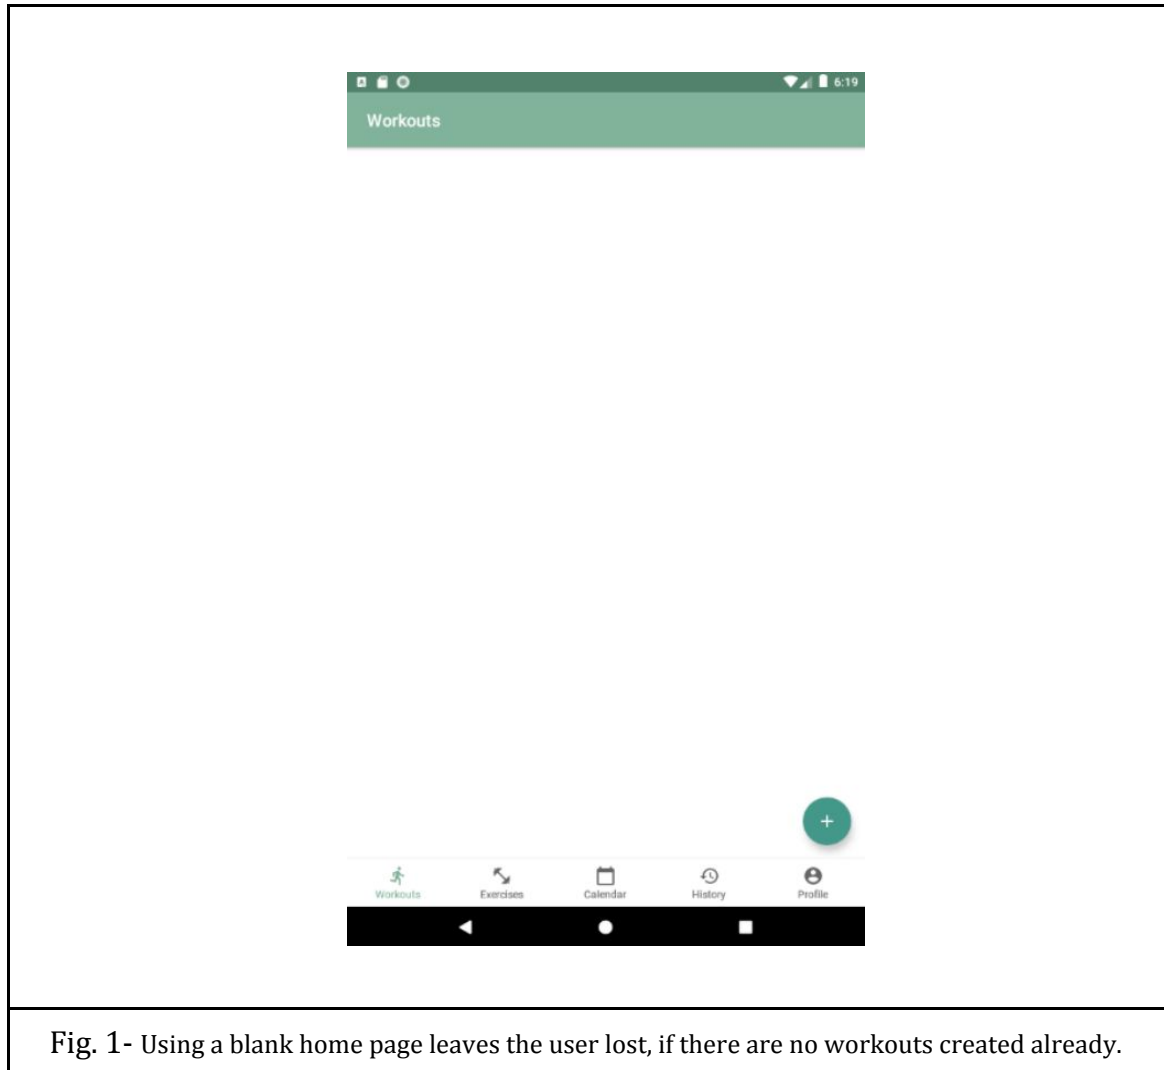 6:19
Workouts
+
Workouts Exercises Calendar History Profile
Fig. 1- Using a blank home page leaves the user lost, if there are no workouts created already.